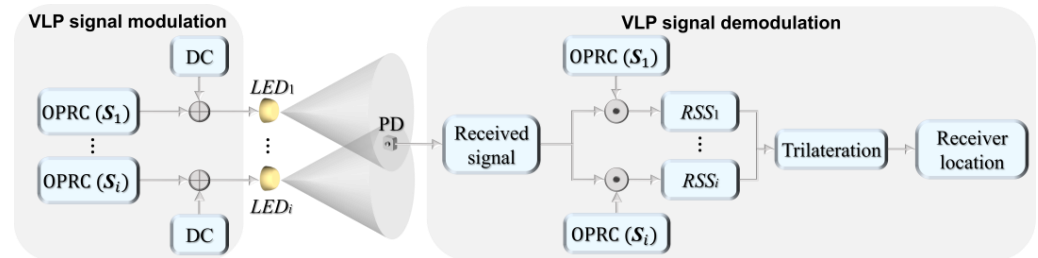 VLP signal modulation
DC
OPRC (S₁)
LED₁
⋮
OPRC (Sᵢ)
LEDᵢ
DC
PD
VLP signal demodulation
OPRC (S₁)
Received
signal
RSS₁
⋮
RSSᵢ
OPRC (Sᵢ)
Trilateration
Receiver
location